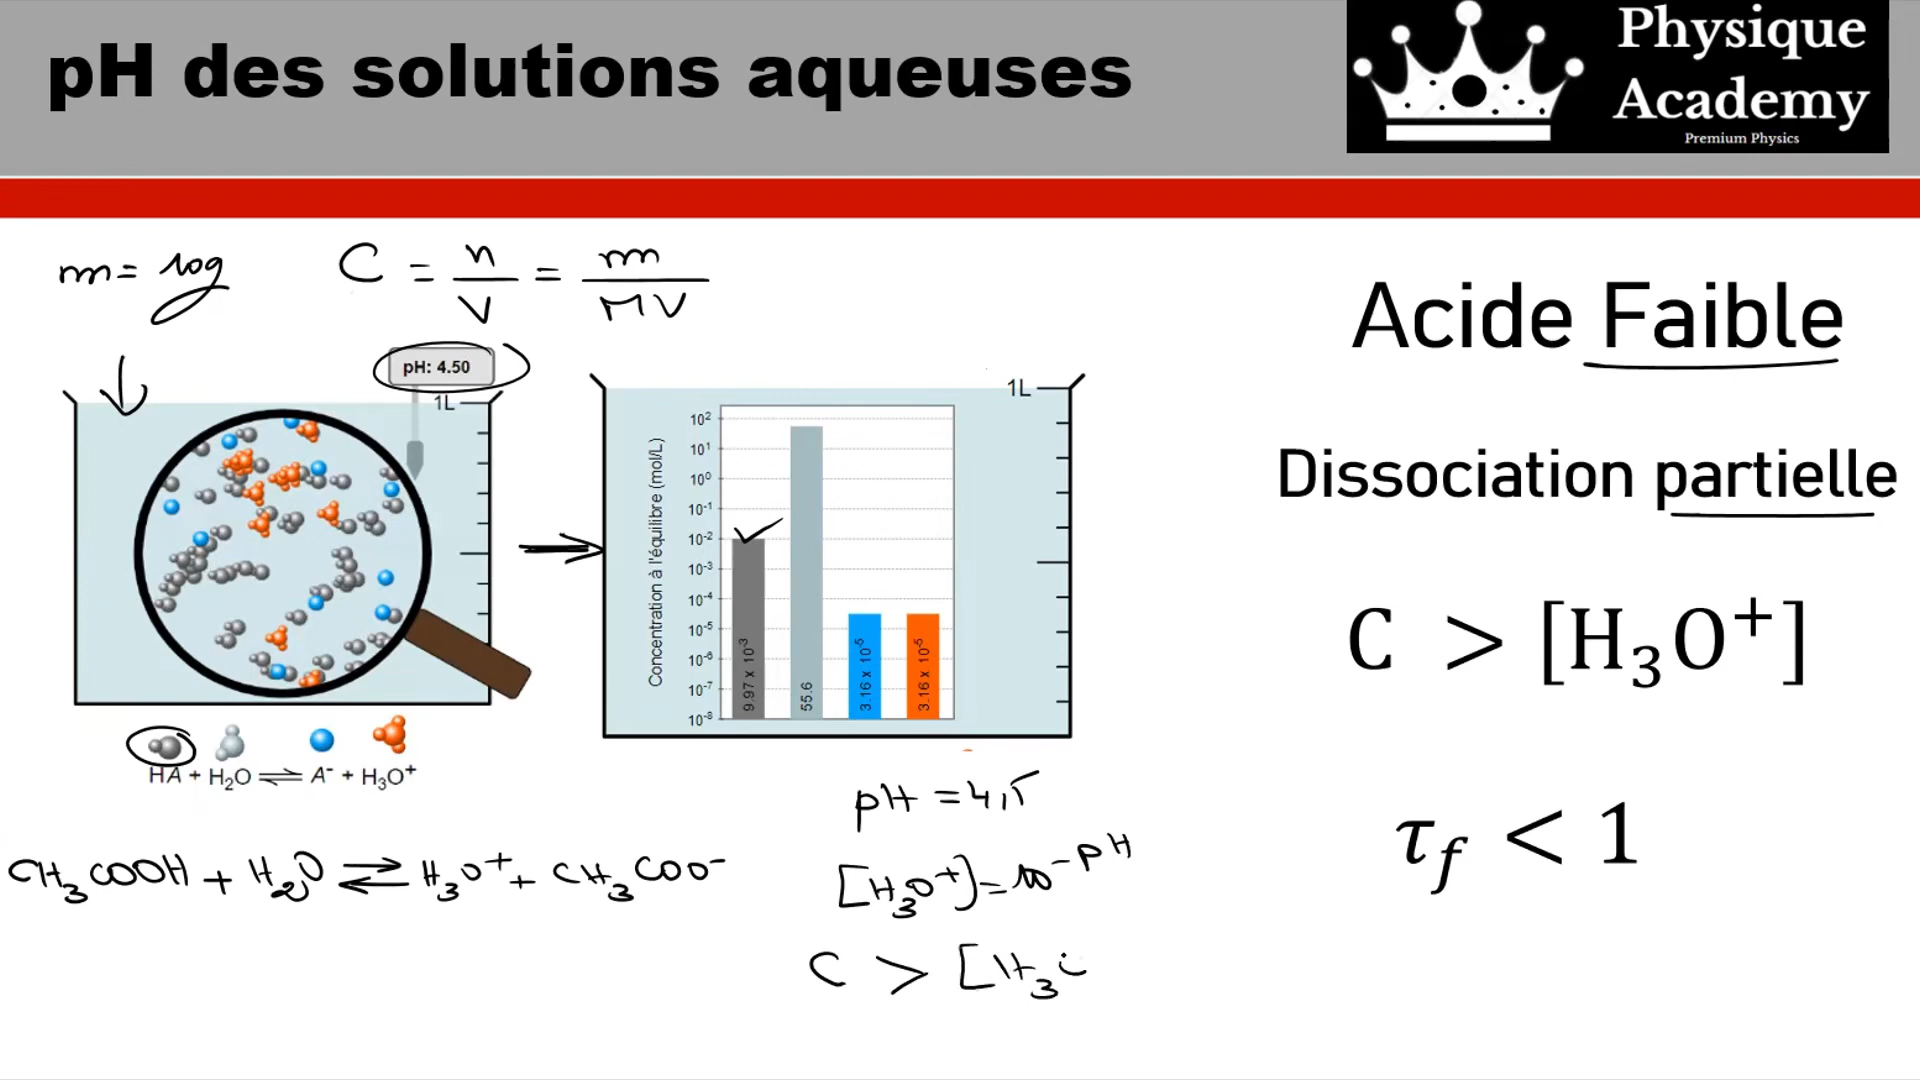 pH des solutions aqueuses
Physique
Academy
Premium Physics
m = 10g
C = n/V = m/MV
pH: 4.50
1L
1L
Concentration à l'équilibre (mol/L)
10²
10¹
10⁰
10⁻¹
10⁻²
10⁻³
10⁻⁴
10⁻⁵
10⁻⁶
10⁻⁷
10⁻⁸
9.97 x 10⁻³
55.6
3.16 x 10⁻⁵
3.16 x 10⁻⁵
HA + H₂O ⇌ A⁻ + H₃O⁺
CH₃COOH + H₂O ⇌ H₃O⁺ + CH₃COO⁻
pH = 4,5
[H₃O⁺] = 10⁻ᵖᴴ
C > [H₃
Acide Faible
Dissociation partielle
C > [H₃O⁺]
τf < 1